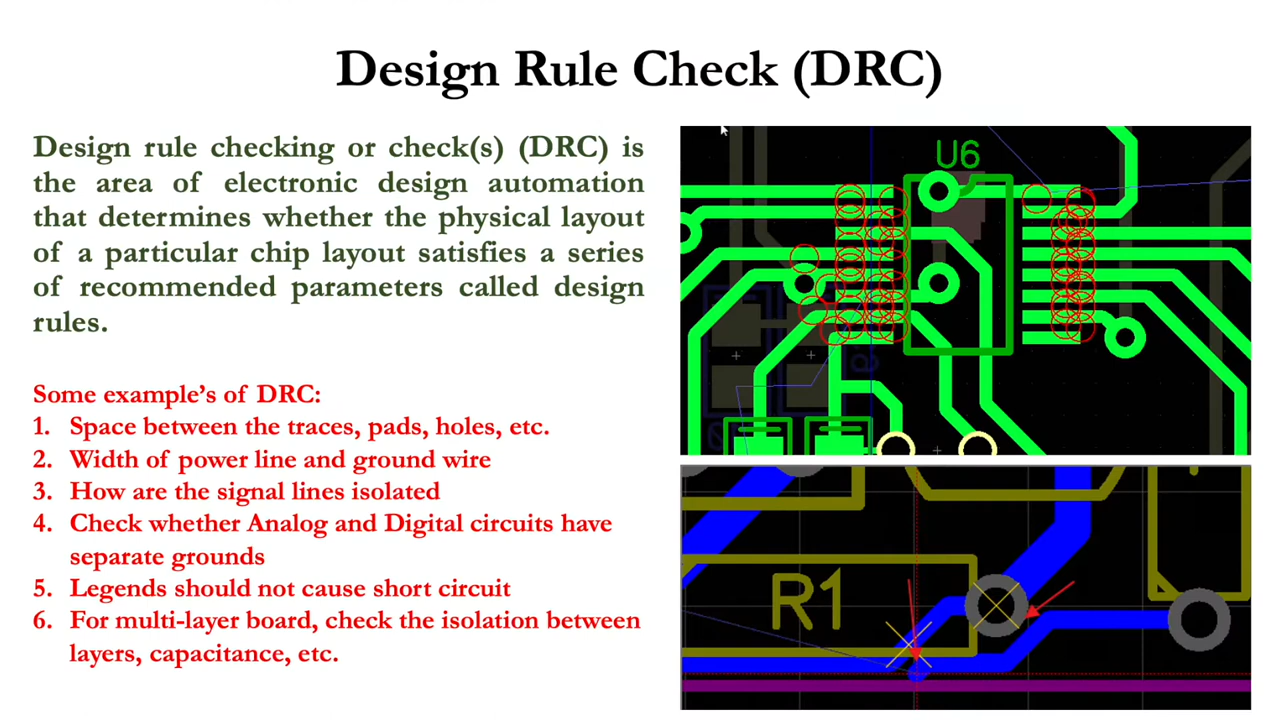 Design Rule Check (DRC)
Design rule checking or check(s) (DRC) is
the area of electronic design automation
that determines whether the physical layout
of a particular chip layout satisfies a series
of recommended parameters called design
rules.
Some example's of DRC:
1. Space between the traces, pads, holes, etc.
2. Width of power line and ground wire
3. How are the signal lines isolated
4. Check whether Analog and Digital circuits have
separate grounds
5. Legends should not cause short circuit
6. For multi-layer board, check the isolation between
layers, capacitance, etc.
U6
R1